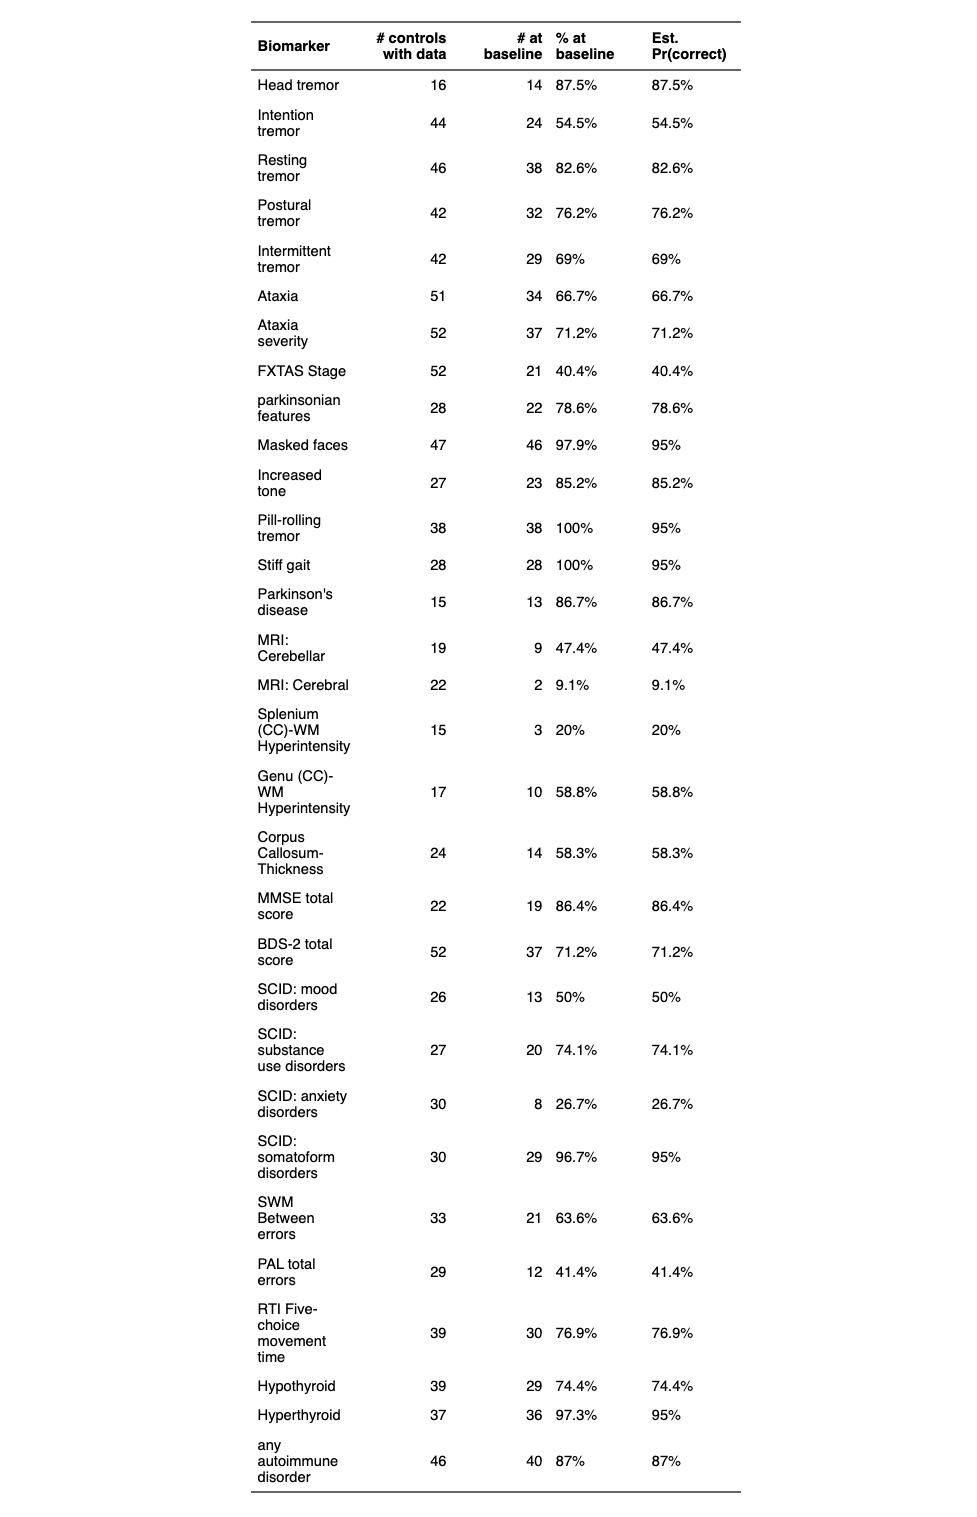 Biomarker # controls with data # at baseline % at baseline Est. Pr(correct)
Head tremor 16 14 87.5% 87.5%
Intention tremor 44 24 54.5% 54.5%
Resting tremor 46 38 82.6% 82.6%
Postural tremor 42 32 76.2% 76.2%
Intermittent tremor 42 29 69% 69%
Ataxia 51 34 66.7% 66.7%
Ataxia severity 52 37 71.2% 71.2%
FXTAS Stage 52 21 40.4% 40.4%
parkinsonian features 28 22 78.6% 78.6%
Masked faces 47 46 97.9% 95%
Increased tone 27 23 85.2% 85.2%
Pill-rolling tremor 38 38 100% 95%
Stiff gait 28 28 100% 95%
Parkinson's disease 15 13 86.7% 86.7%
MRI: Cerebellar 19 9 47.4% 47.4%
MRI: Cerebral 22 2 9.1% 9.1%
Splenium (CC)-WM Hyperintensity 15 3 20% 20%
Genu (CC)-WM Hyperintensity 17 10 58.8% 58.8%
Corpus Callosum-Thickness 24 14 58.3% 58.3%
MMSE total score 22 19 86.4% 86.4%
BDS-2 total score 52 37 71.2% 71.2%
SCID: mood disorders 26 13 50% 50%
SCID: substance use disorders 27 20 74.1% 74.1%
SCID: anxiety disorders 30 8 26.7% 26.7%
SCID: somatoform disorders 30 29 96.7% 95%
SWM Between errors 33 21 63.6% 63.6%
PAL total errors 29 12 41.4% 41.4%
RTI Five-choice movement time 39 30 76.9% 76.9%
Hypothyroid 39 29 74.4% 74.4%
Hyperthyroid 37 36 97.3% 95%
any autoimmune disorder 46 40 87% 87%